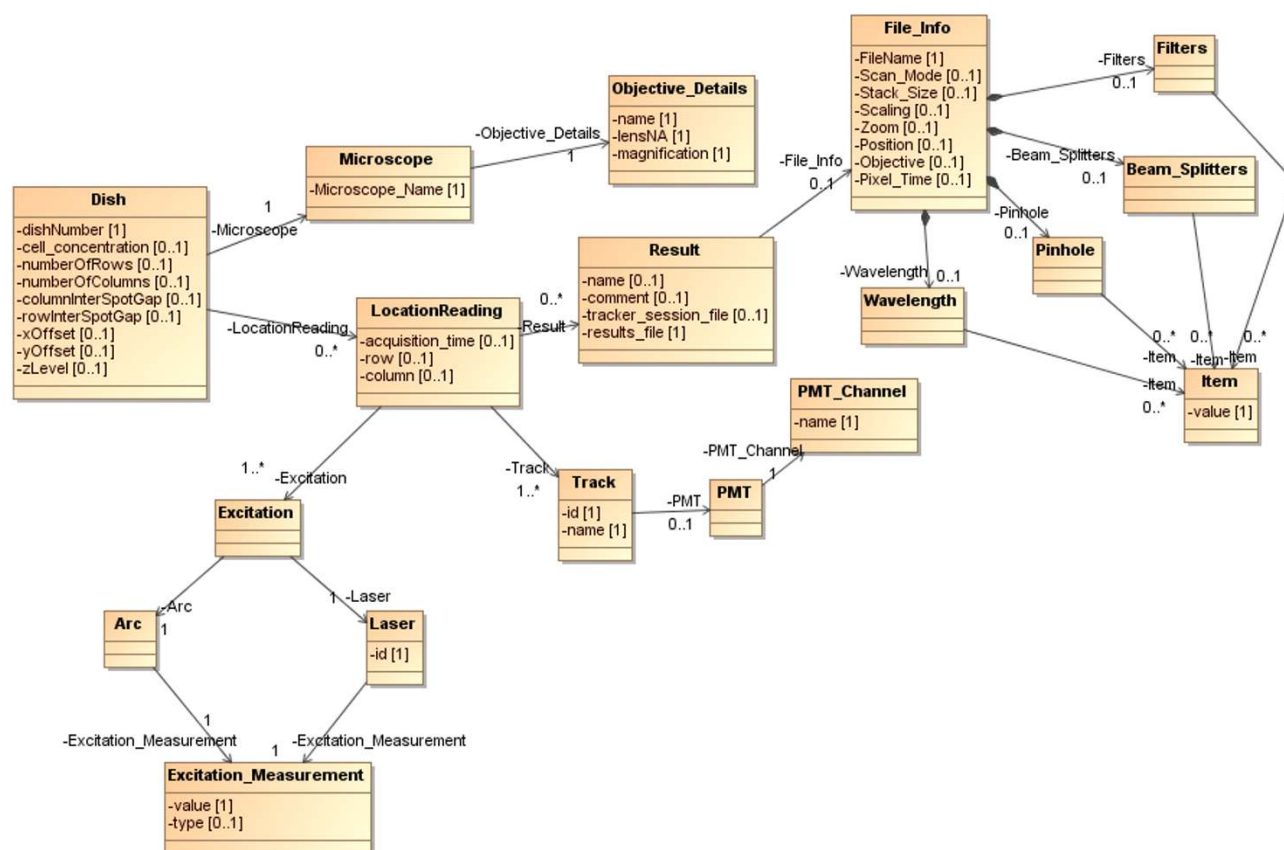 File_Info
-FileName [1]
-Scan_Mode [0..1]
-Stack_Size [0..1]
-Scaling [0..1]
-Zoom [0..1]
-Position [0..1]
-Objective [0..1]
-Pixel_Time [0..1]
Filters
-Filters
0..1
-Beam_Splitters
0..1
Beam_Splitters
-Pinhole
0..1
Pinhole
-Wavelength
0..1
Wavelength
0..*
-Item
0..*
-Item
0..*
-Item
-Item
0..*
Item
-value [1]
Objective_Details
-name [1]
-lensNA [1]
-magnification [1]
-Objective_Details
1
Microscope
-Microscope_Name [1]
1
-Microscope
Dish
-dishNumber [1]
-cell_concentration [0..1]
-numberOfRows [0..1]
-numberOfColumns [0..1]
-columnInterSpotGap [0..1]
-rowInterSpotGap [0..1]
-xOffset [0..1]
-yOffset [0..1]
-zLevel [0..1]
-LocationReading
0..*
LocationReading
-acquisition_time [0..1]
-row [0..1]
-column [0..1]
0..*
-Result
-File_Info
0..1
Result
-name [0..1]
-comment [0..1]
-tracker_session_file [0..1]
-results_file [1]
PMT_Channel
-name [1]
-PMT_Channel
1
1..*
-Excitation
-Track
1..*
Track
-id [1]
-name [1]
-PMT
0..1
PMT
Excitation
-Arc
1
1
-Laser
Arc
Laser
-id [1]
1
-Excitation_Measurement
1
-Excitation_Measurement
Excitation_Measurement
-value [1]
-type [0..1]